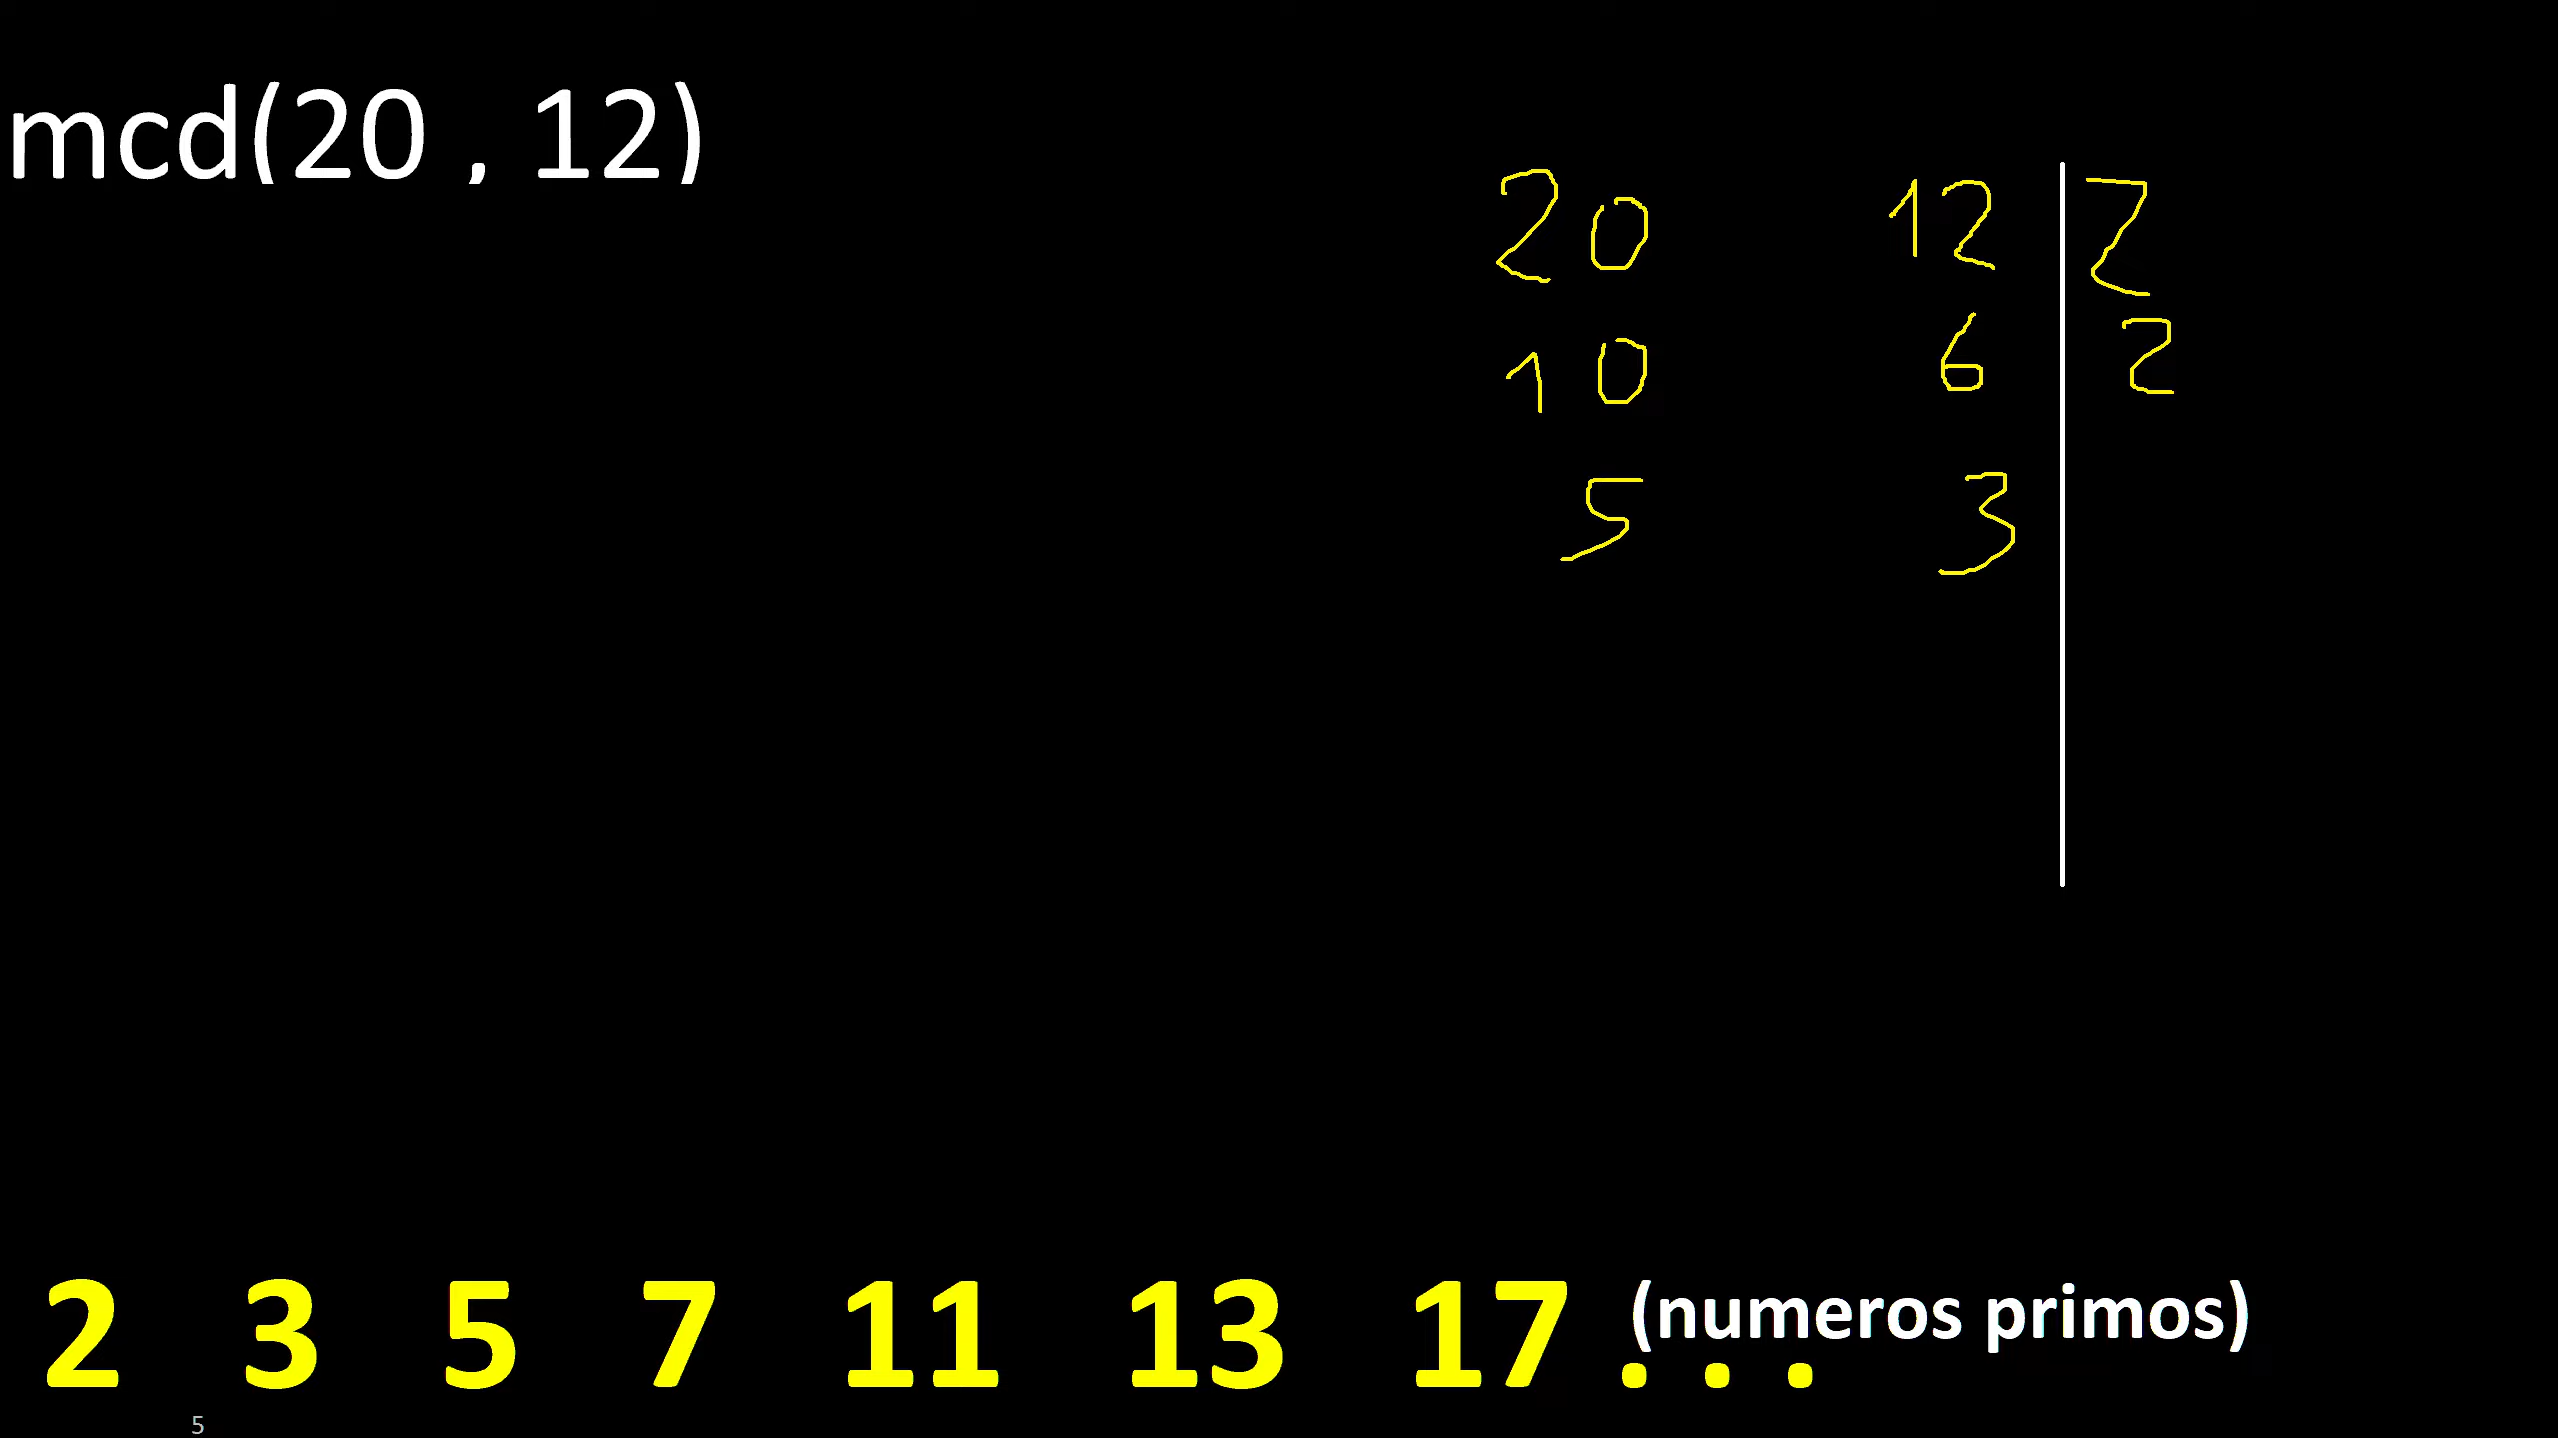 mcd(20 , 12)
20 12 2
10 6 2
5 3
2 3 5 7 11 13 17 . . . (numeros primos)
5